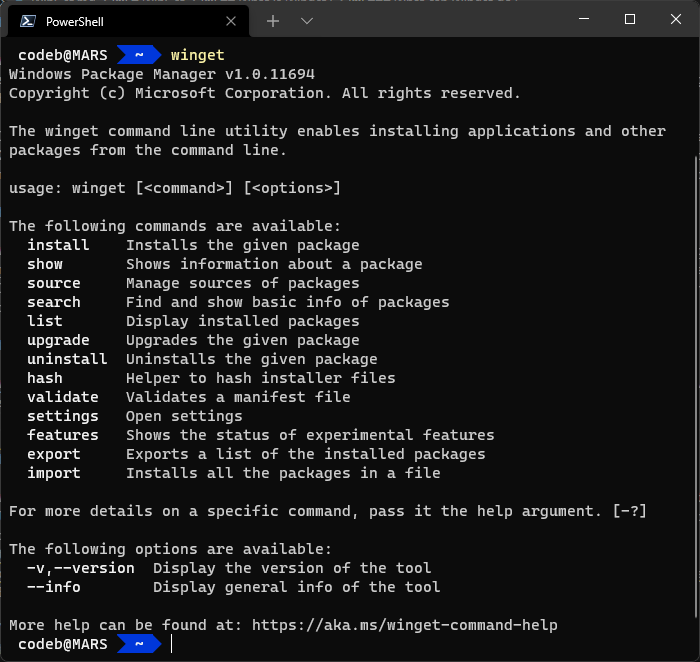 PowerShell
codeb@MARS ~ winget
Windows Package Manager v1.0.11694
Copyright (c) Microsoft Corporation. All rights reserved.
The winget command line utility enables installing applications and other
packages from the command line.
usage: winget [<command>] [<options>]
The following commands are available:
install Installs the given package
show Shows information about a package
source Manage sources of packages
search Find and show basic info of packages
list Display installed packages
upgrade Upgrades the given package
uninstall Uninstalls the given package
hash Helper to hash installer files
validate Validates a manifest file
settings Open settings
features Shows the status of experimental features
export Exports a list of the installed packages
import Installs all the packages in a file
For more details on a specific command, pass it the help argument. [-?]
The following options are available:
-v,--version Display the version of the tool
--info Display general info of the tool
More help can be found at: https://aka.ms/winget-command-help
codeb@MARS ~